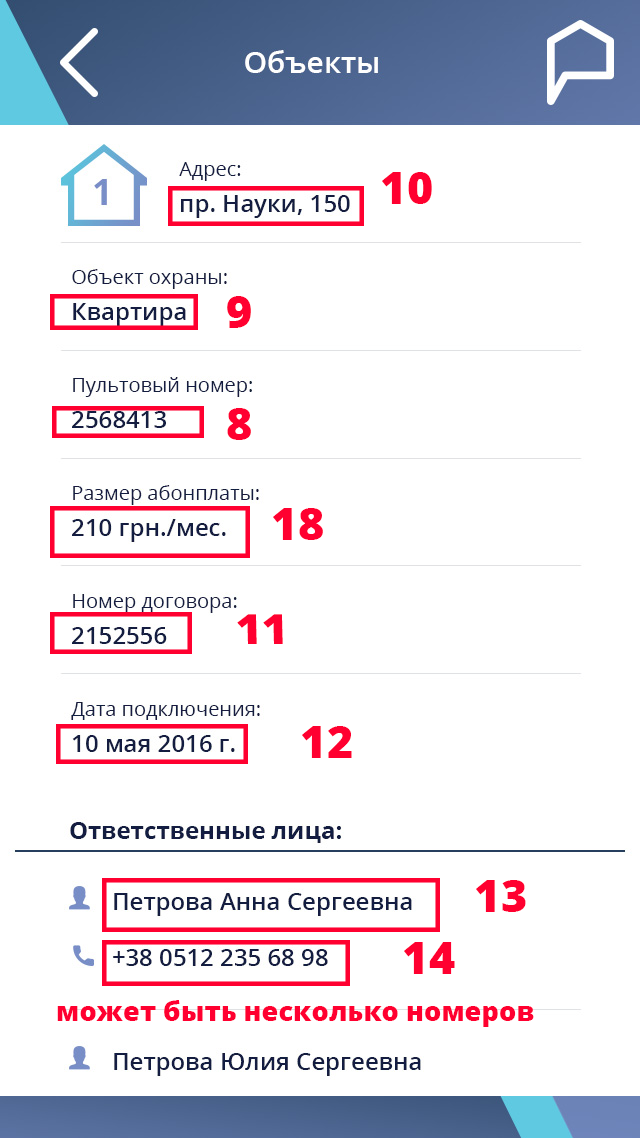 Объекты
1
Адрес:
пр. Науки, 150
10
Объект охраны:
Квартира
9
Пультовый номер:
2568413
8
Размер абонплаты:
210 грн./мес.
18
Номер договора:
2152556
11
Дата подключения:
10 мая 2016 г.
12
Ответственные лица:
Петрова Анна Сергеевна
13
+38 0512 235 68 98
14
может быть несколько номеров
Петрова Юлия Сергеевна